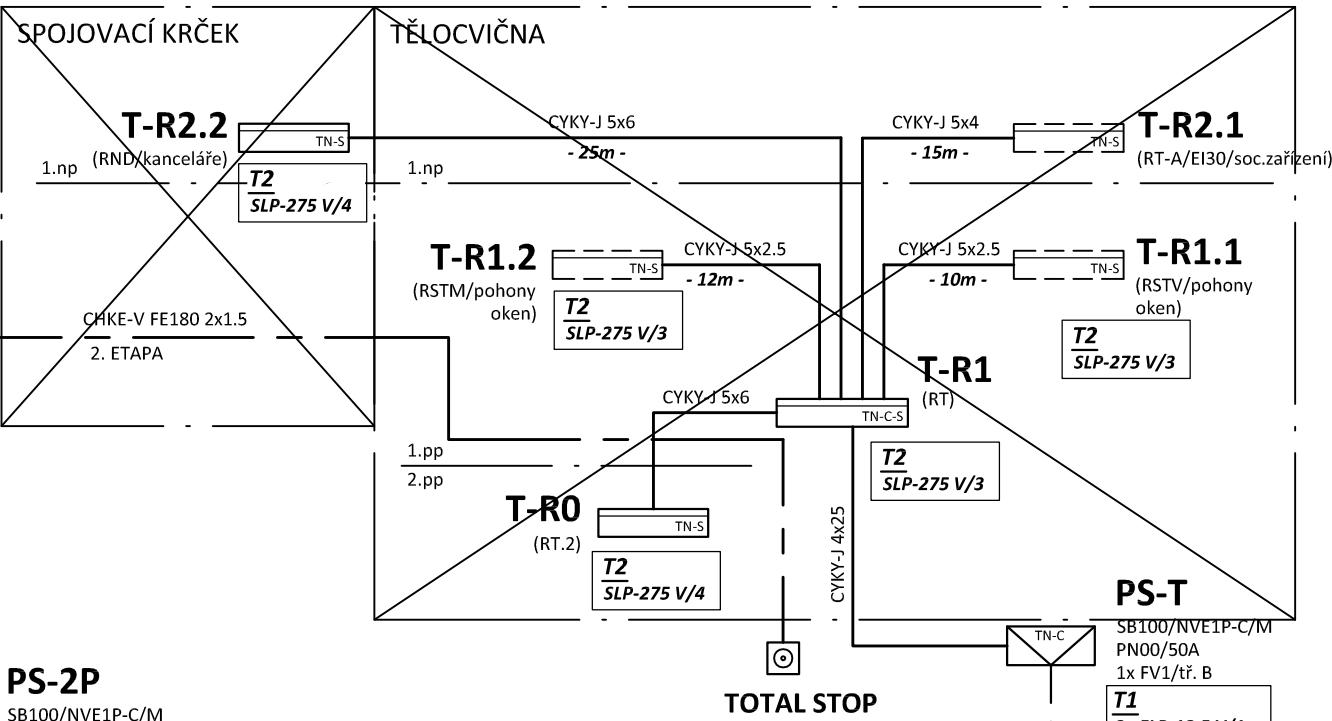 SPOJOVACÍ KRČEK
TĚLOCVIČNA
T-R2.2
(RND/kanceláře)
TN-S
T2
SLP-275 V/4
CYKY-J 5x6
- 25m -
CYKY-J 5x4
- 15m -
TN-S
T-R2.1
(RT-A/EI30/soc.zařízení)
1.np
1.np
T-R1.2
(RSTM/pohony
oken)
TN-S
T2
SLP-275 V/3
CYKY-J 5x2.5
- 12m -
CYKY-J 5x2.5
- 10m -
TN-S
T-R1.1
(RSTV/pohony
oken)
T2
SLP-275 V/3
CHKE-V FE180 2x1.5
2. ETAPA
T-R1
(RT)
TN-C-S
T2
SLP-275 V/3
CYKY-J 5x6
1.pp
2.pp
T-R0
(RT.2)
TN-S
T2
SLP-275 V/4
CYKY-J 4x25
TOTAL STOP
TN-C
PS-T
SB100/NVE1P-C/M
PN00/50A
1x FV1/tř. B
T1
PS-2P
SB100/NVE1P-C/M